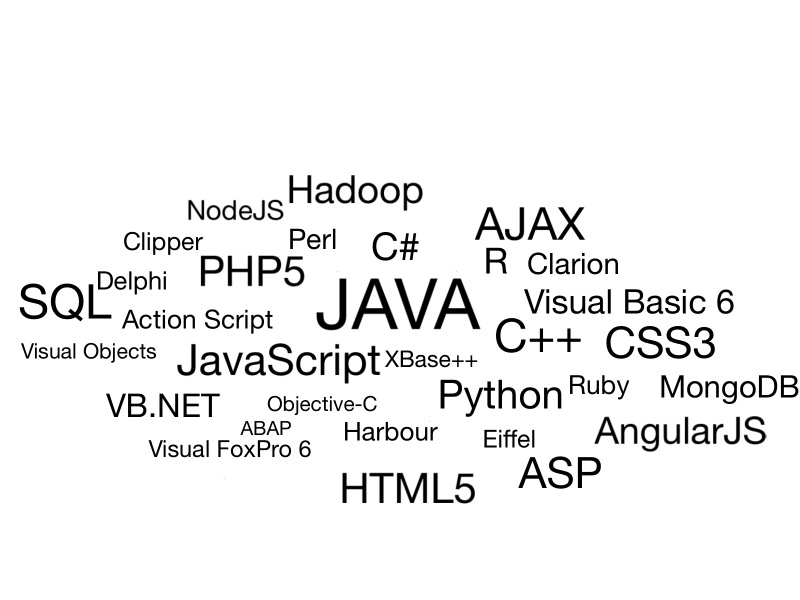 Hadoop
NodeJS
AJAX
Clipper
Perl
C#
R
Clarion
PHP5
Delphi
SQL
JAVA
Visual Basic 6
Action Script
C++
CSS3
Visual Objects
JavaScript
XBase++
Python
Ruby
MongoDB
VB.NET
Objective-C
ABAP
Harbour
Eiffel
AngularJS
Visual FoxPro 6
ASP
HTML5